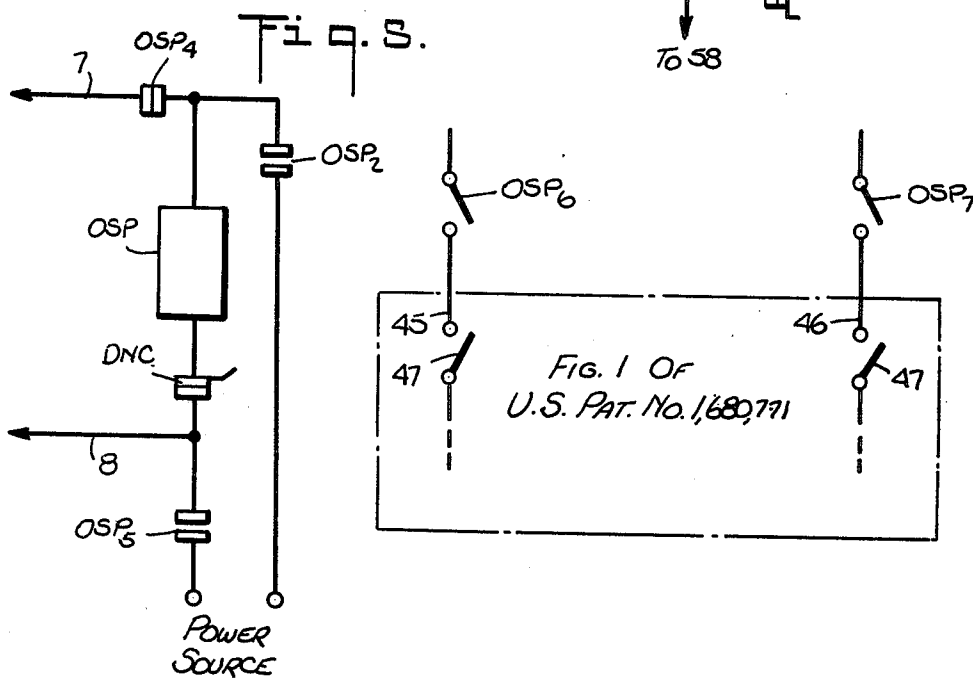 Fig. 5.
TO 58
OSP4
7
OSP2
OSP6
OSP7
OSP
45
46
DNC
47
FIG. 1 OF
47
U.S. PAT. NO. 1,680,771
8
OSP5
POWER
SOURCE